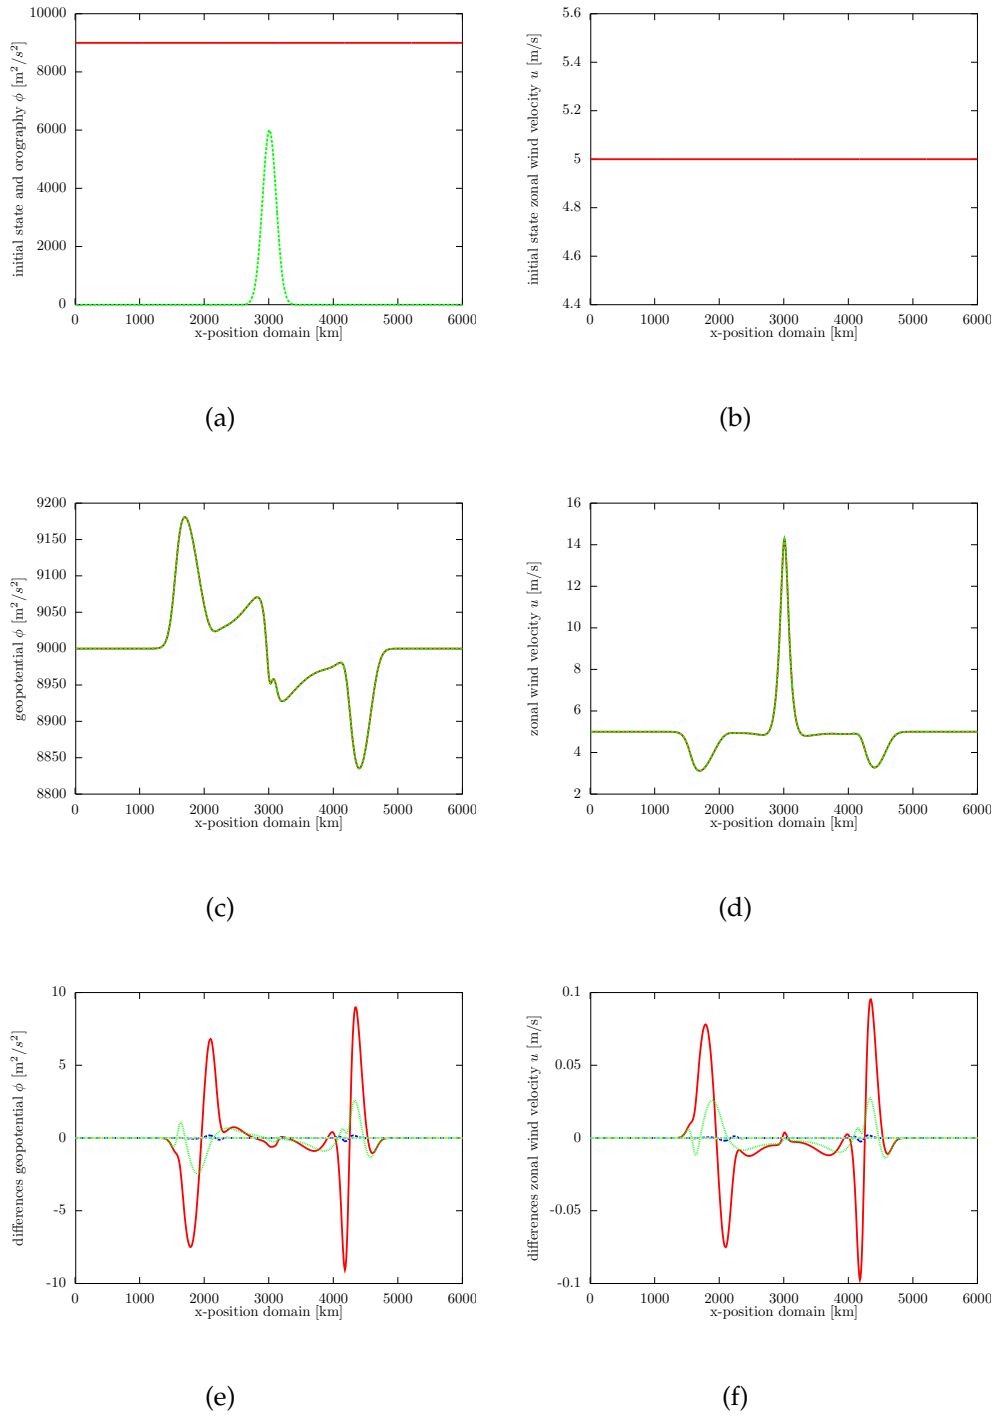 initial state and orography ϕ [m²/s²]
10000
8000
6000
4000
2000
0
0 1000 2000 3000 4000 5000 6000
x-position domain [km]
(a)
initial state zonal wind velocity u [m/s]
5.6
5.4
5.2
5
4.8
4.6
4.4
0 1000 2000 3000 4000 5000 6000
x-position domain [km]
(b)
geopotential ϕ [m²/s²]
9200
9150
9100
9050
9000
8950
8900
8850
8800
0 1000 2000 3000 4000 5000 6000
x-position domain [km]
(c)
zonal wind velocity u [m/s]
16
14
12
10
8
6
4
2
0 1000 2000 3000 4000 5000 6000
x-position domain [km]
(d)
differences geopotential ϕ [m²/s²]
10
5
0
-5
-10
0 1000 2000 3000 4000 5000 6000
x-position domain [km]
(e)
differences zonal wind velocity u [m/s]
0.1
0.05
0
-0.05
-0.1
0 1000 2000 3000 4000 5000 6000
x-position domain [km]
(f)